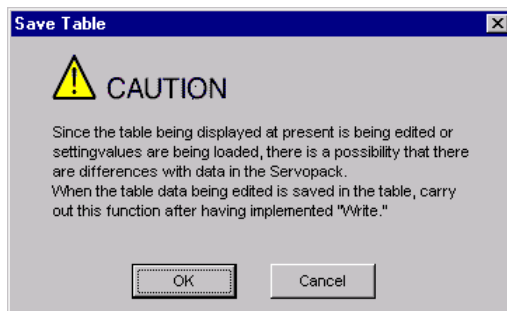 Save Table
CAUTION
Since the table being displayed at present is being edited or
settingvalues are being loaded, there is a possibility that there
are differences with data in the Servopack.
When the table data being edited is saved in the table, carry
out this function after having implemented "Write."
OK Cancel